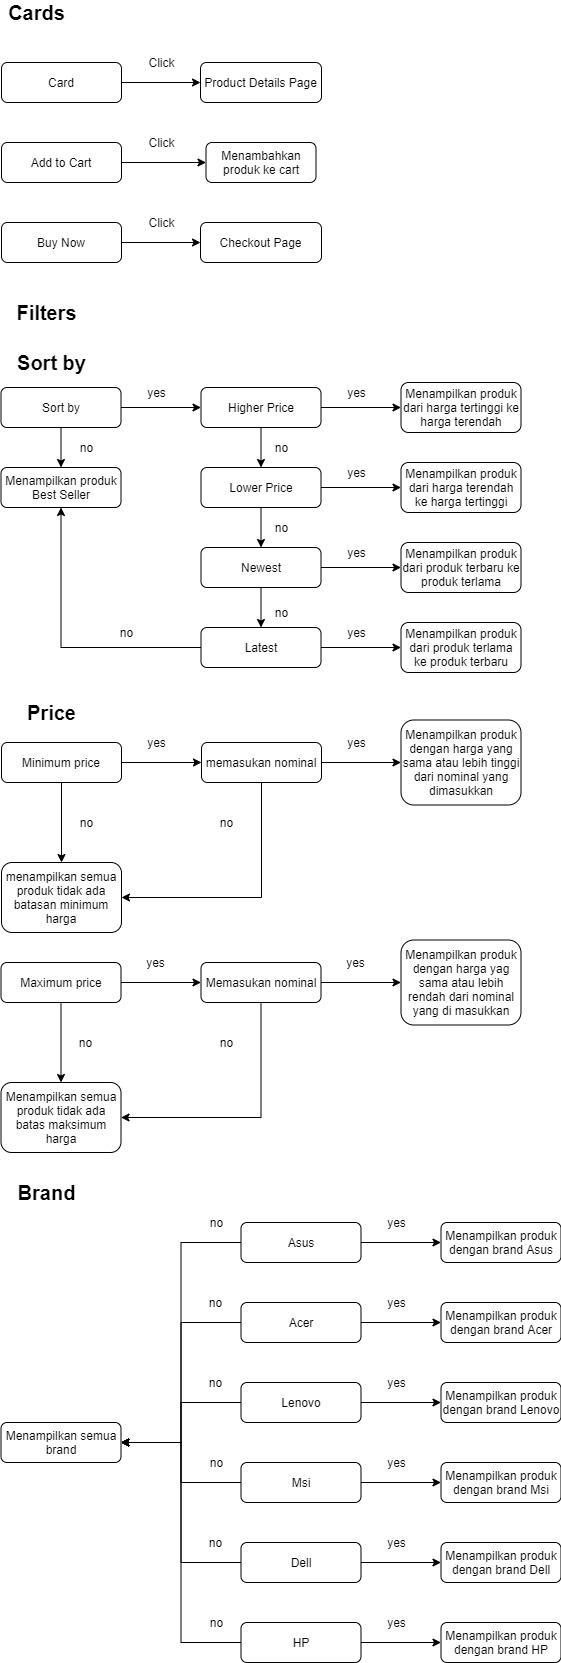 Cards
Click
Card
Product Details Page
Click
Add to Cart
Menambahkan
produk ke cart
Click
Buy Now
Checkout Page
Filters
Sort by
yes
yes
Sort by
Higher Price
Menampilkan produk
dari harga tertinggi ke
harga terendah
no
no
Menampilkan produk
Best Seller
Lower Price
yes
Menampilkan produk
dari harga terendah
ke harga tertinggi
no
Newest
yes
Menampilkan produk
dari produk terbaru ke
produk terlama
no
no
Latest
yes
Menampilkan produk
dari produk terlama
ke produk terbaru
Price
yes
yes
Minimum price
memasukan nominal
Menampilkan produk
dengan harga yang
sama atau lebih tinggi
dari nominal yang
dimasukkan
no
no
menampilkan semua
produk tidak ada
batasan minimum
harga
yes
yes
Maximum price
Memasukan nominal
Menampilkan produk
dengan harga yag
sama atau lebih
rendah dari nominal
yang di masukkan
no
no
Menampilkan semua
produk tidak ada
batas maksimum
harga
Brand
no
yes
Asus
Menampilkan produk
dengan brand Asus
no
yes
Acer
Menampilkan produk
dengan brand Acer
no
yes
Lenovo
Menampilkan produk
dengan brand Lenovo
Menampilkan semua
brand
no
yes
Msi
Menampilkan produk
dengan brand Msi
no
yes
Dell
Menampilkan produk
dengan brand Dell
no
yes
HP
Menampilkan produk
dengan brand HP